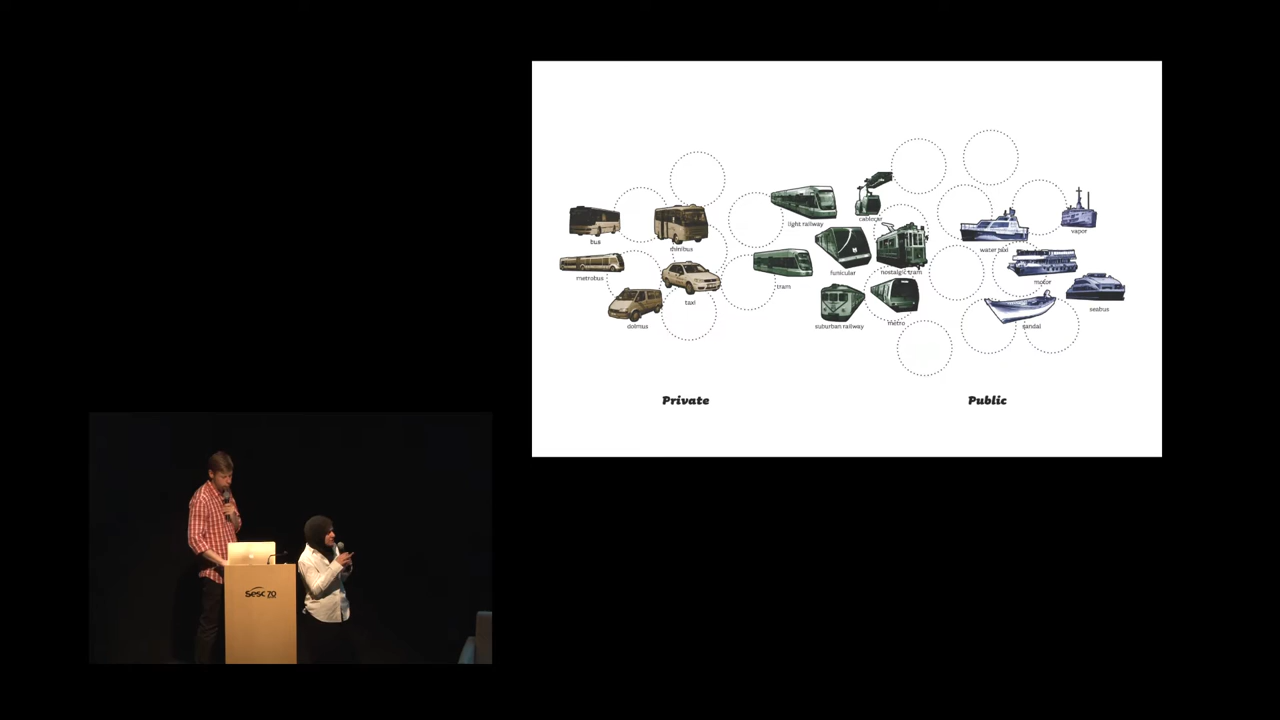 light railway
cablecar
bus
minibus
nostalgic tram
water taxi
vapor
metrobus
taxi
tram
funicular
motor
dolmus
suburban railway
metro
sandal
seabus
Private
Public
Sesc 70